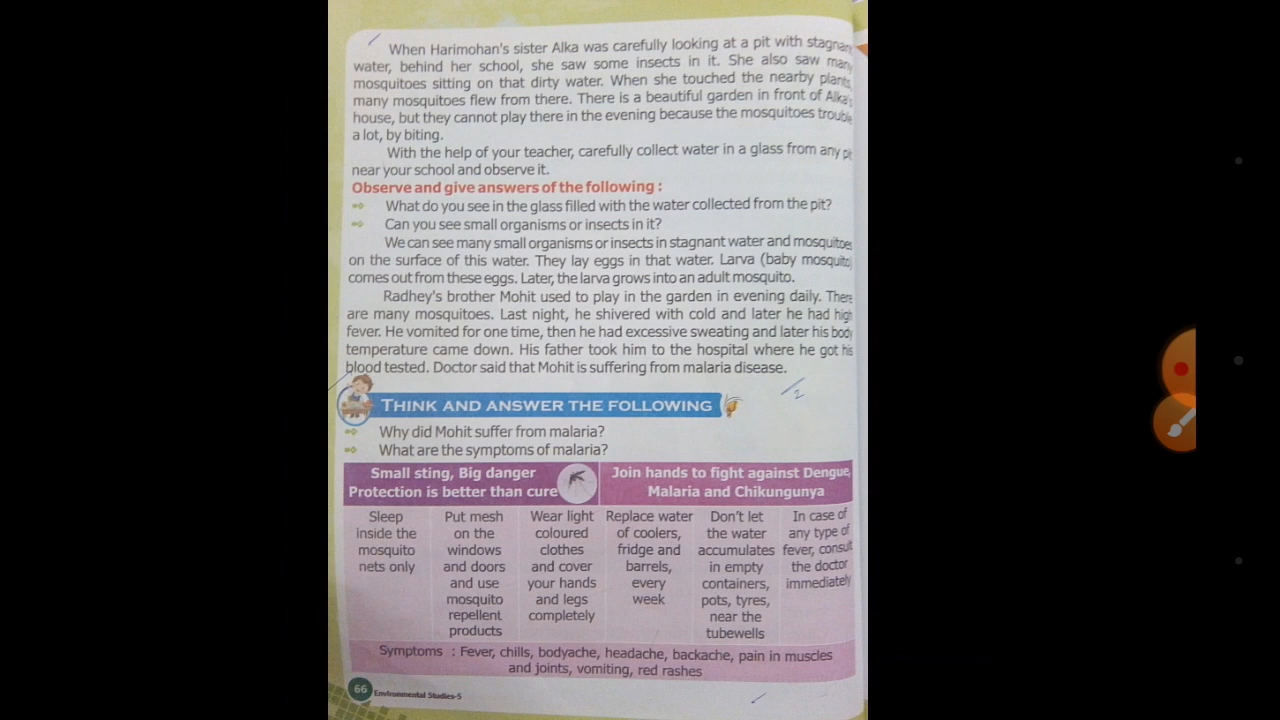 When Harimohan's sister Alka was carefully looking at a pit with stagnan
water, behind her school, she saw some insects in it. She also saw many
mosquitoes sitting on that dirty water. When she touched the nearby plants,
many mosquitoes flew from there. There is a beautiful garden in front of Alka's
house, but they cannot play there in the evening because the mosquitoes trouble
a lot, by biting.
With the help of your teacher, carefully collect water in a glass from any pit
near your school and observe it.
Observe and give answers of the following :
What do you see in the glass filled with the water collected from the pit?
Can you see small organisms or insects in it?
We can see many small organisms or insects in stagnant water and mosquitoes
on the surface of this water. They lay eggs in that water. Larva (baby mosquito)
comes out from these eggs. Later, the larva grows into an adult mosquito.
Radhey's brother Mohit used to play in the garden in evening daily. There
are many mosquitoes. Last night, he shivered with cold and later he had high
fever. He vomited for one time, then he had excessive sweating and later his body
temperature came down. His father took him to the hospital where he got his
blood tested. Doctor said that Mohit is suffering from malaria disease.
2
THINK AND ANSWER THE FOLLOWING
Why did Mohit suffer from malaria?
What are the symptoms of malaria?
Small sting, Big danger
Protection is better than cure
Join hands to fight against Dengue,
Malaria and Chikungunya
Sleep
inside the
mosquito
nets only
Put mesh
on the
windows
and doors
and use
mosquito
repellent
products
Wear light
coloured
clothes
and cover
your hands
and legs
completely
Replace water
of coolers,
fridge and
barrels,
every
week
Don't let
the water
accumulates
in empty
containers,
pots, tyres,
near the
tubewells
In case of
any type of
fever, consult
the doctor
immediately
Symptoms : Fever, chills, bodyache, headache, backache, pain in muscles
and joints, vomiting, red rashes
66 Environmental Studies-5